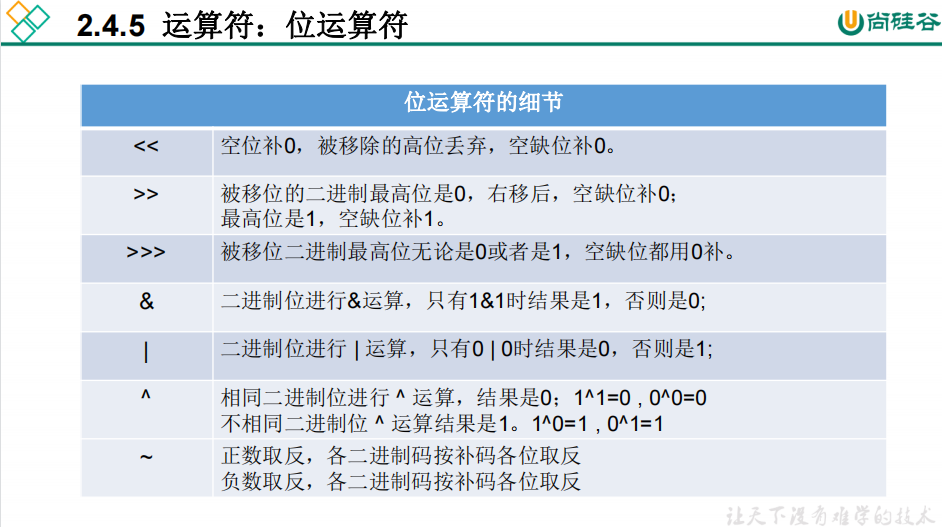 2.4.5 运算符：位运算符
尚硅谷
位运算符的细节
<<
空位补0，被移除的高位丢弃，空缺位补0。
>>
被移位的二进制最高位是0，右移后，空缺位补0；
最高位是1，空缺位补1。
>>>
被移位二进制最高位无论是0或者是1，空缺位都用0补。
&
二进制位进行&运算，只有1&1时结果是1，否则是0;
|
二进制位进行 | 运算，只有0 | 0时结果是0，否则是1;
^
相同二进制位进行 ^ 运算，结果是0；1^1=0 , 0^0=0
不相同二进制位 ^ 运算结果是1。1^0=1 , 0^1=1
~
正数取反，各二进制码按补码各位取反
负数取反，各二进制码按补码各位取反
让天下没有难学的技术